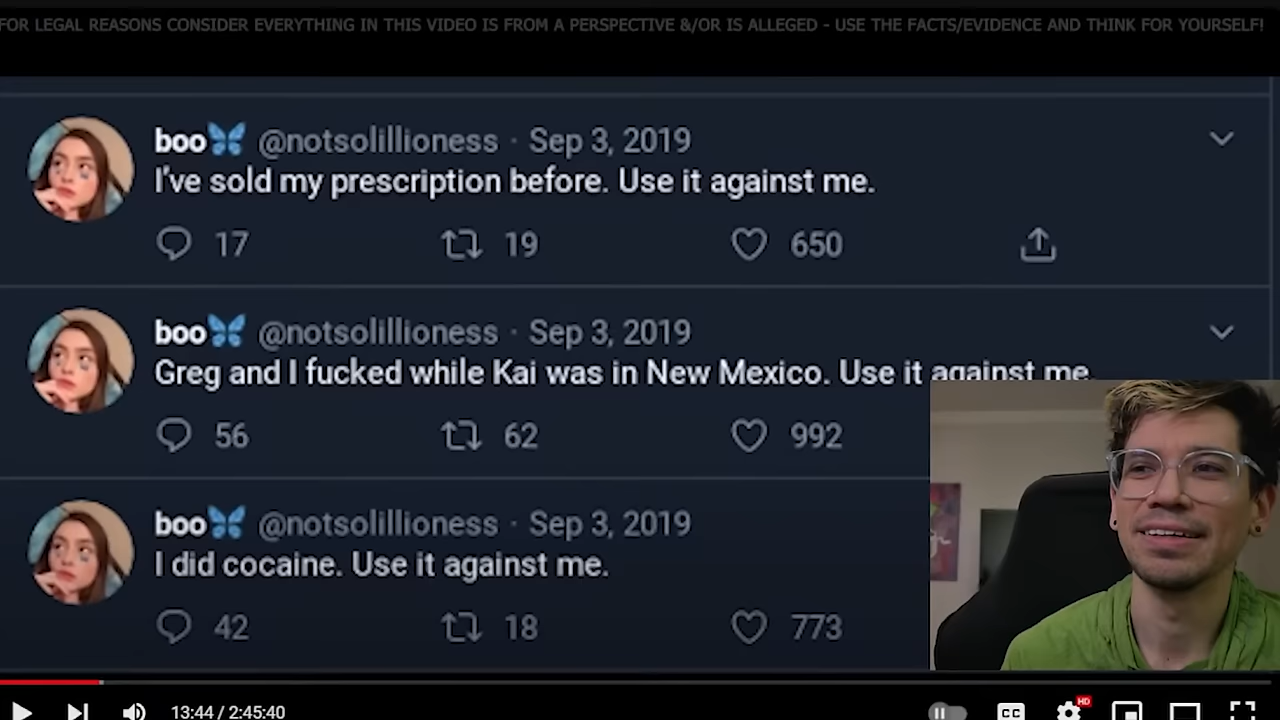 FOR LEGAL REASONS CONSIDER EVERYTHING IN THIS VIDEO IS FROM A PERSPECTIVE &/OR IS ALLEGED - USE THE FACTS/EVIDENCE AND THINK FOR YOURSELF!
boo🦋 @notsolillioness · Sep 3, 2019
I've sold my prescription before. Use it against me.
17 19 650
boo🦋 @notsolillioness · Sep 3, 2019
Greg and I fucked while Kai was in New Mexico. Use it against me.
56 62 992
boo🦋 @notsolillioness · Sep 3, 2019
I did cocaine. Use it against me.
42 18 773
13:44 / 2:45:40
CC
HD